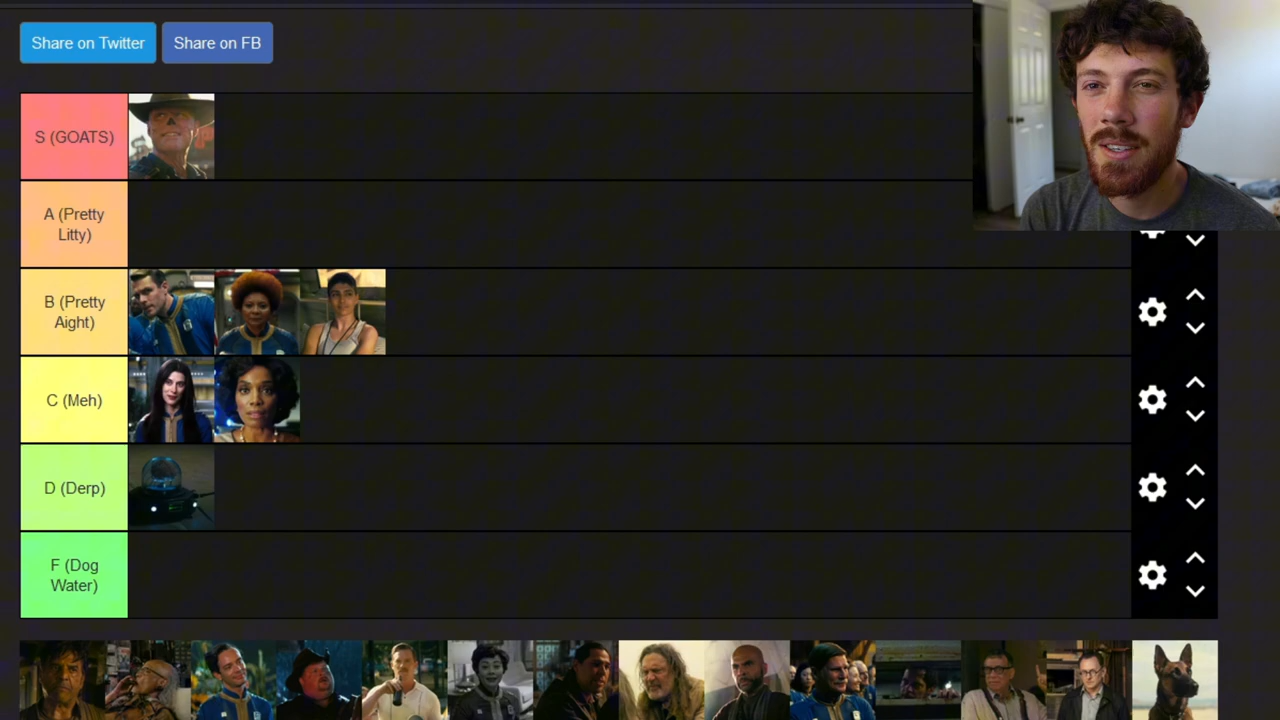 Share on Twitter
Share on FB
S (GOATS)
A (Pretty
Litty)
B (Pretty
Aight)
C (Meh)
D (Derp)
F (Dog
Water)